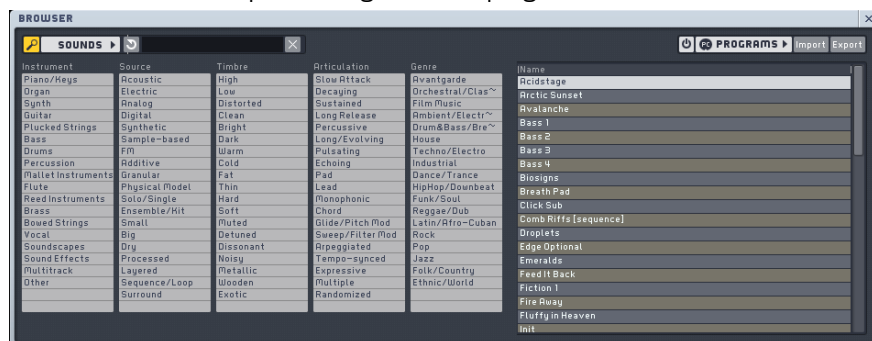 BROWSER
SOUNDS
PC PROGRAMS Import Export
Instrument
Piano/Keys
Organ
Synth
Guitar
Plucked Strings
Bass
Drums
Percussion
Mallet Instruments
Flute
Reed Instruments
Brass
Bowed Strings
Vocal
Soundscapes
Sound Effects
Multitrack
Other
Source
Acoustic
Electric
Analog
Digital
Synthetic
Sample-based
FM
Additive
Granular
Physical Model
Solo/Single
Ensemble/Kit
Small
Big
Dry
Processed
Layered
Sequence/Loop
Surround
Timbre
High
Low
Distorted
Clean
Bright
Dark
Warm
Cold
Fat
Thin
Hard
Soft
Muted
Detuned
Dissonant
Noisy
Metallic
Wooden
Exotic
Articulation
Slow Attack
Decaying
Sustained
Long Release
Percussive
Long/Evolving
Pulsating
Echoing
Pad
Lead
Monophonic
Chord
Glide/Pitch Mod
Sweep/Filter Mod
Arpeggiated
Tempo-synced
Expressive
Multiple
Randomized
Genre
Avantgarde
Orchestral/Clas~
Film Music
Ambient/Electr~
Drum&Bass/Bre~
House
Techno/Electro
Industrial
Dance/Trance
HipHop/Downbeat
Funk/Soul
Reggae/Dub
Latin/Afro-Cuban
Rock
Pop
Jazz
Folk/Country
Ethnic/World
Name
Acidstage
Arctic Sunset
Avalanche
Bass 1
Bass 2
Bass 3
Bass 4
Biosigns
Breath Pad
Click Sub
Comb Riffs [sequence]
Droplets
Edge Optional
Emeralds
Feed It Back
Fiction 1
Fire Away
Fluffy in Heaven
Init